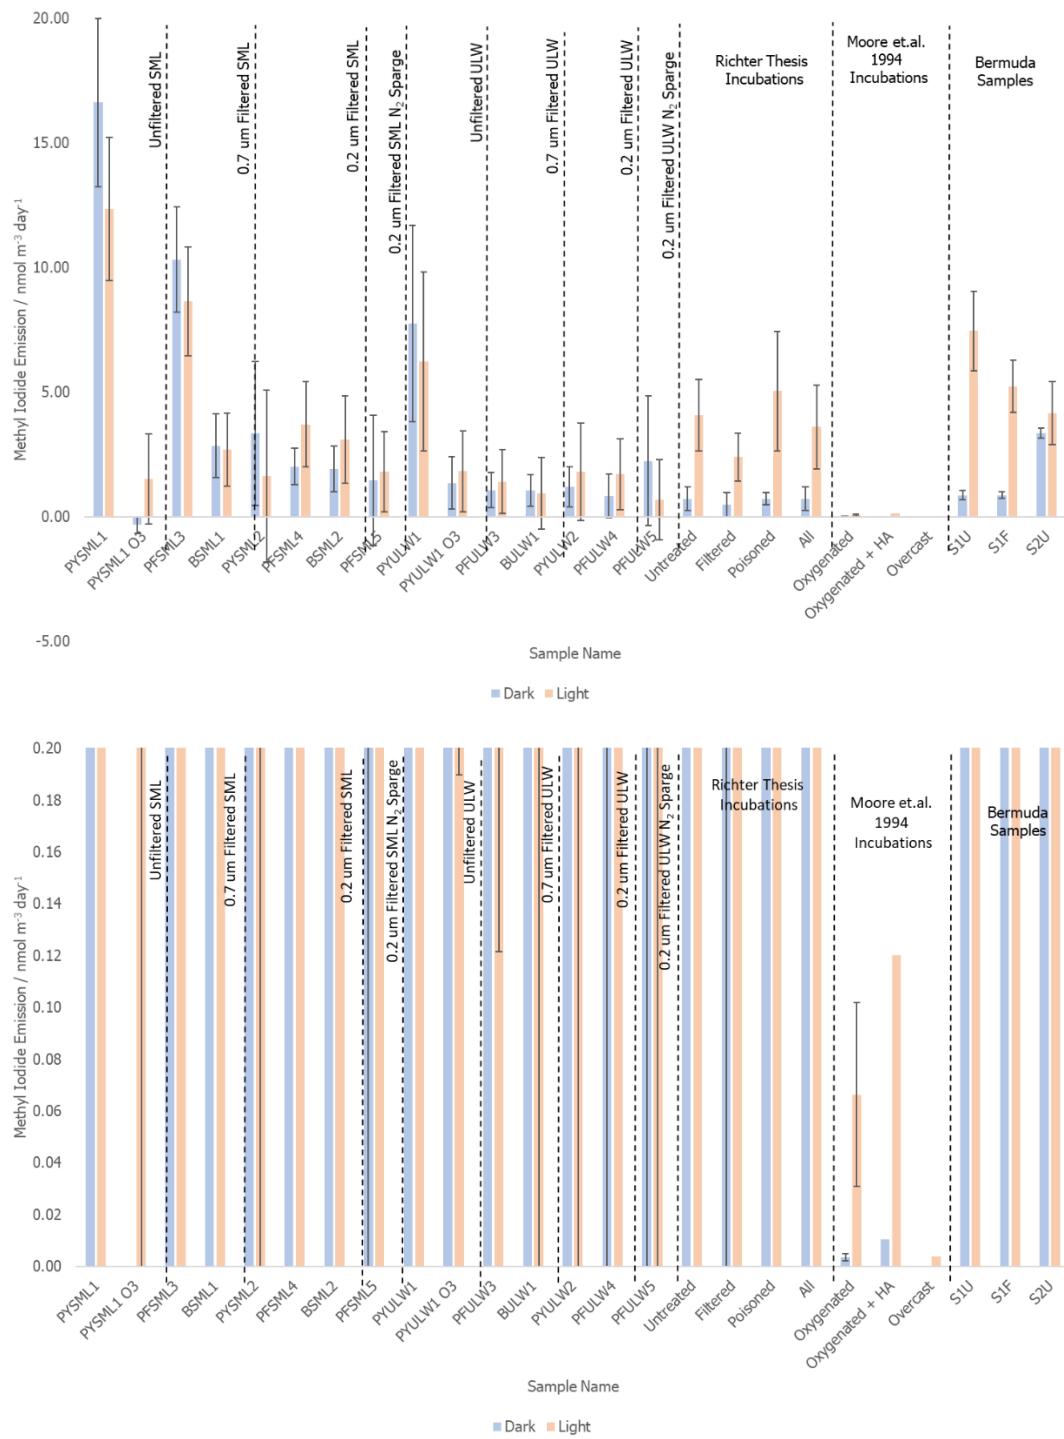 20.00
15.00
10.00
5.00
0.00
-5.00
Methyl Iodide Emission / nmol m⁻³ day⁻¹
Unfiltered SML
0.7 um Filtered SML
0.2 um Filtered SML
0.2 um Filtered SML N₂ Sparge
Unfiltered ULW
0.7 um Filtered ULW
0.2 um Filtered ULW
0.2 um Filtered ULW N₂ Sparge
Richter Thesis
Incubations
Moore et.al.
1994
Incubations
Bermuda
Samples
PYSML1
PYSML1 O3
PFSML3
BSML1
PYSML2
PFSML4
BSML2
PFSML5
PYULW1
PYULW1 O3
PFULW3
BULW1
PYULW2
PFULW4
PFULW5
Untreated
Filtered
Poisoned
All
Oxygenated
Oxygenated + HA
Overcast
S1U
S1F
S2U
Sample Name
Dark Light
0.20
0.18
0.16
0.14
0.12
0.10
0.08
0.06
0.04
0.02
0.00
Methyl Iodide Emission / nmol m⁻³ day⁻¹
Unfiltered SML
0.7 um Filtered SML
0.2 um Filtered SML
0.2 um Filtered SML N₂ Sparge
Unfiltered ULW
0.7 um Filtered ULW
0.2 um Filtered ULW
0.2 um Filtered ULW N₂ Sparge
Richter Thesis
Incubations
Moore et.al.
1994
Incubations
Bermuda
Samples
PYSML1
PYSML1 O3
PFSML3
BSML1
PYSML2
PFSML4
BSML2
PFSML5
PYULW1
PYULW1 O3
PFULW3
BULW1
PYULW2
PFULW4
PFULW5
Untreated
Filtered
Poisoned
All
Oxygenated
Oxygenated + HA
Overcast
S1U
S1F
S2U
Sample Name
Dark Light